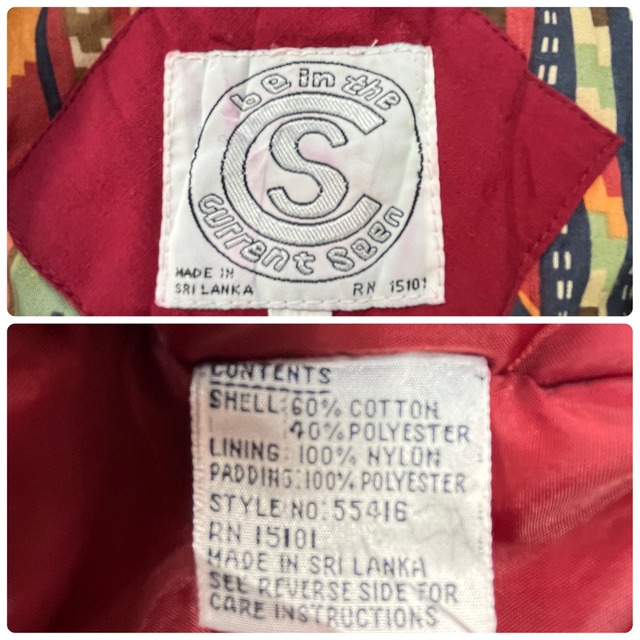 be in the
CS
Current Seen
MADE IN
SRI LANKA
RN 15101
CONTENTS
SHELL: 60% COTTON
40% POLYESTER
LINING: 100% NYLON
PADDING: 100% POLYESTER
STYLE NO: 55416
RN 15101
MADE IN SRI LANKA
SEE REVERSE SIDE FOR
CARE INSTRUCTIONS